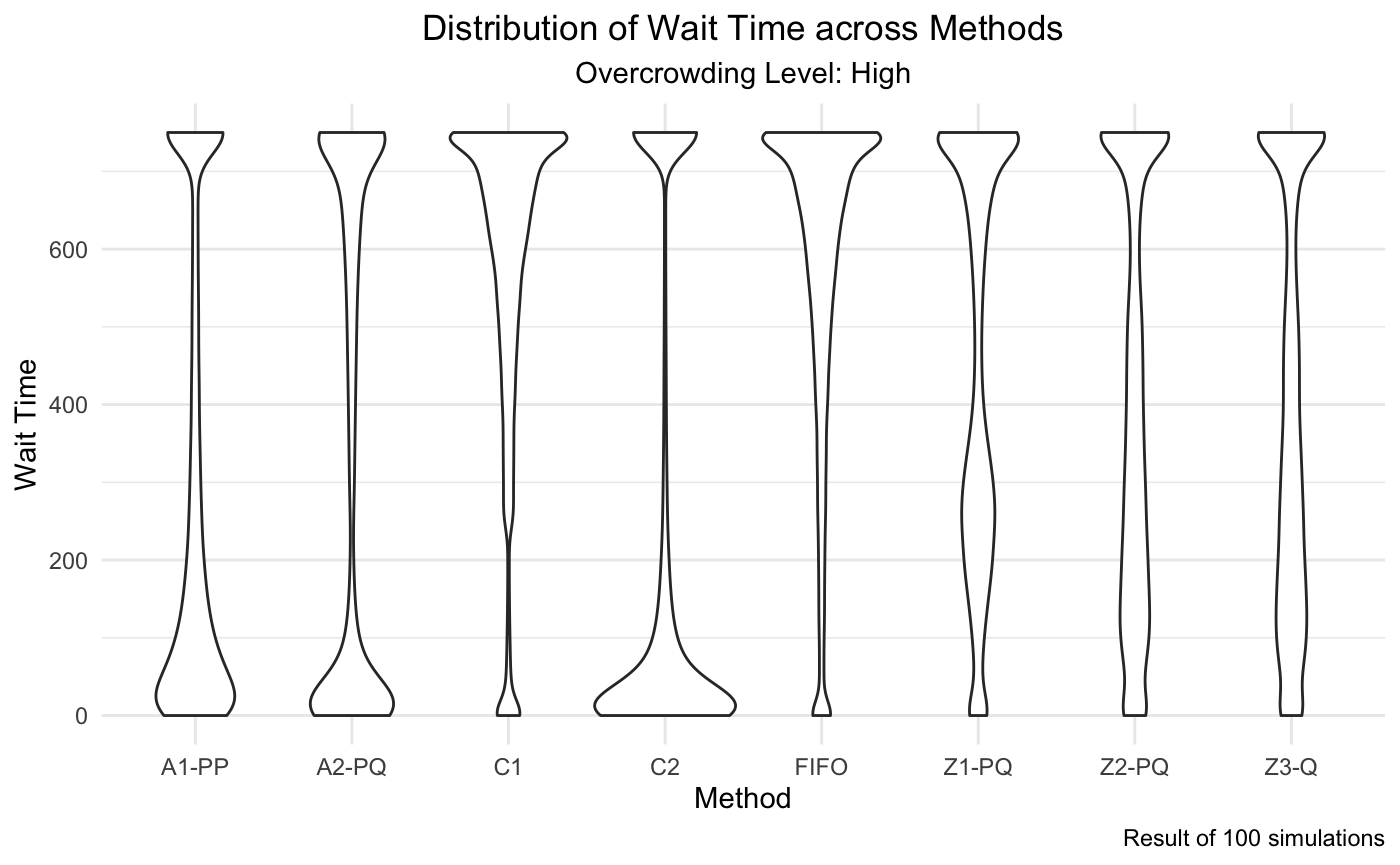 Distribution of Wait Time across Methods
Overcrowding Level: High
Wait Time
600
400
200
0
A1-PP A2-PQ C1 C2 FIFO Z1-PQ Z2-PQ Z3-Q
Method
Result of 100 simulations